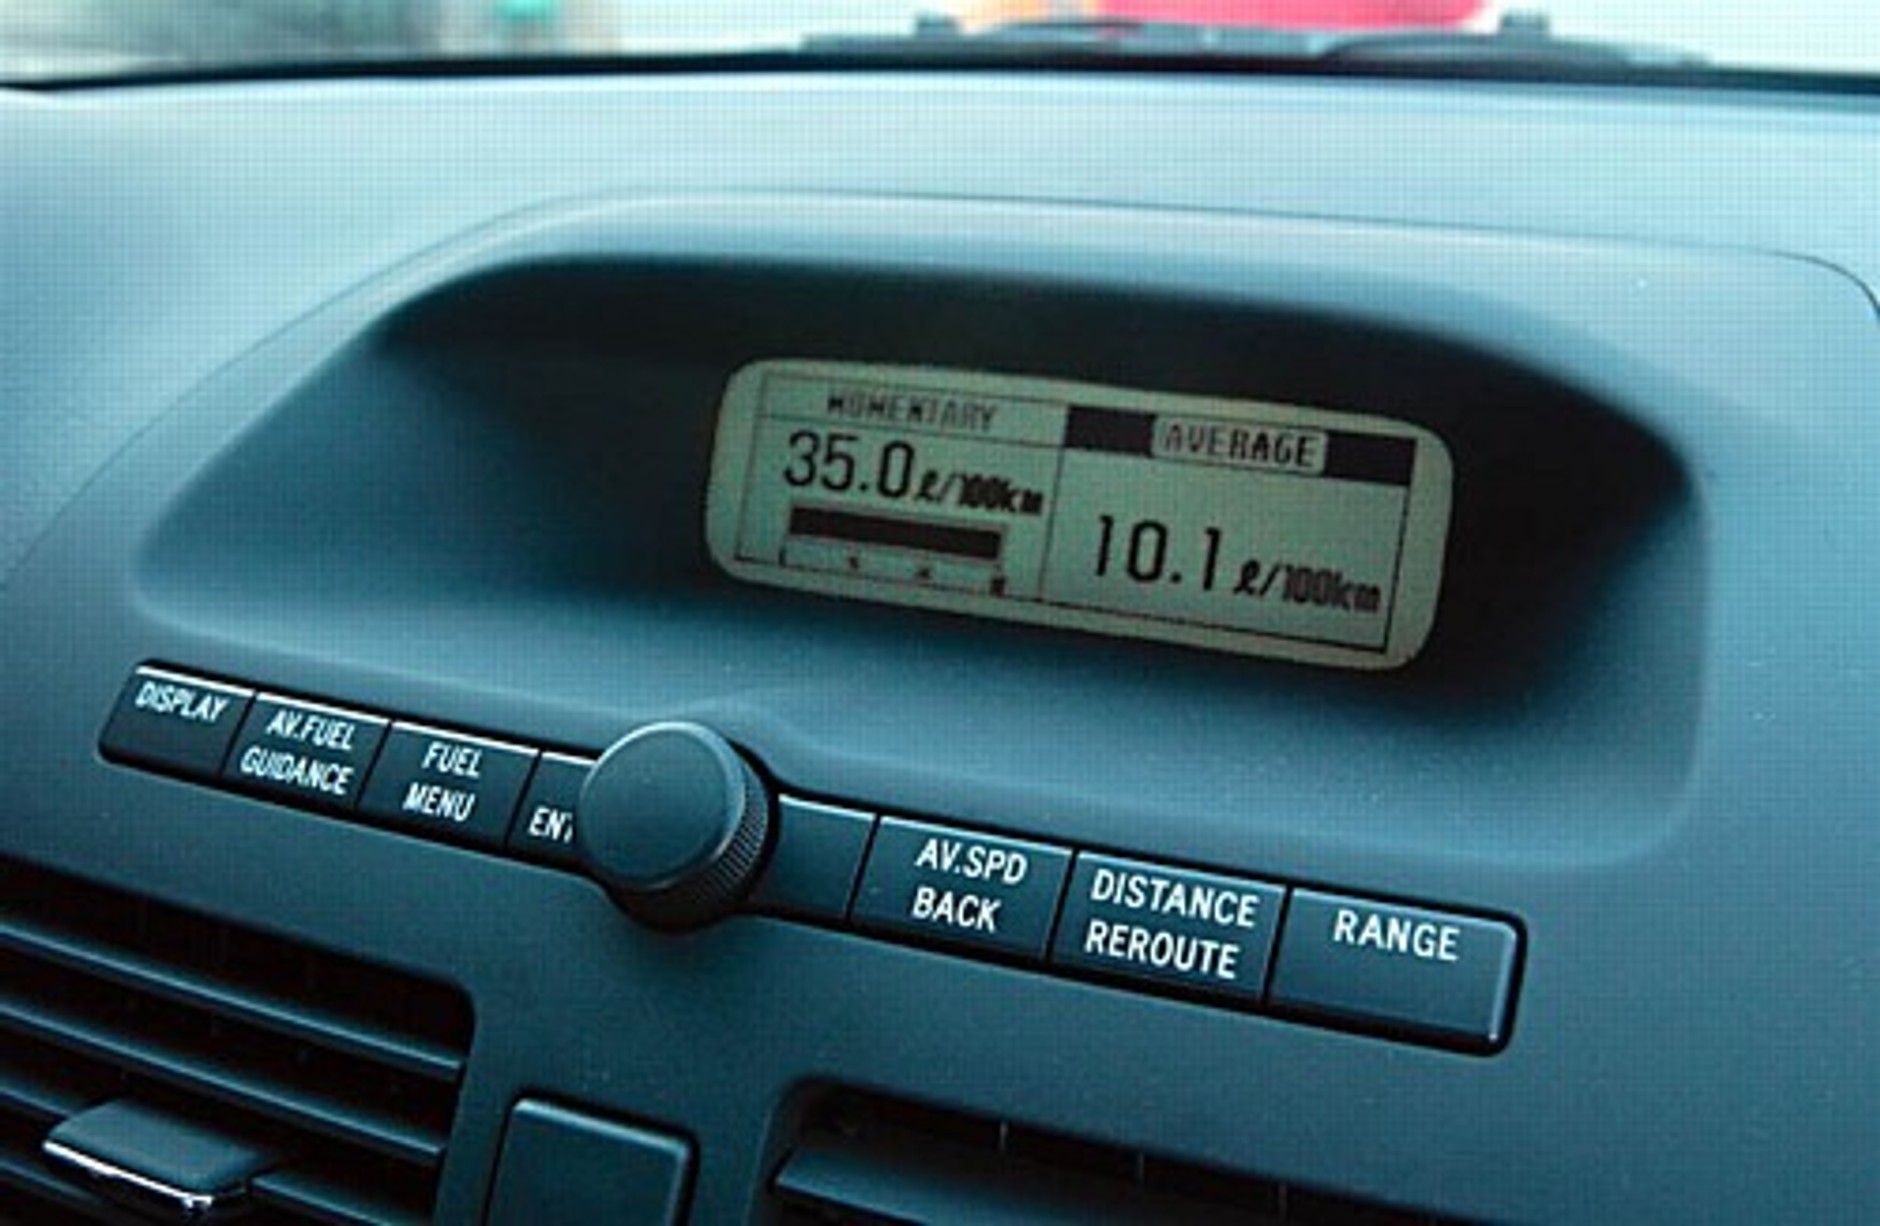 MOMENTARY
AVERAGE
35.0 ℓ/100km
10.1 ℓ/100km
DISPLAY
AV.FUEL
GUIDANCE
FUEL
MENU
ENT
AV.SPD
BACK
DISTANCE
REROUTE
RANGE